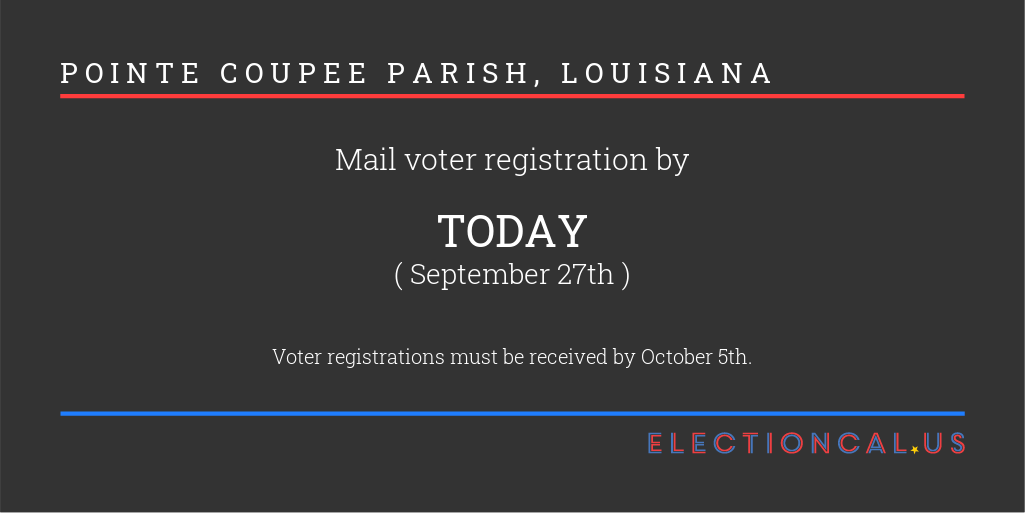 POINTE COUPEE PARISH, LOUISIANA
Mail voter registration by
TODAY
( September 27th )
Voter registrations must be received by October 5th.
ELECTIONCAL.US